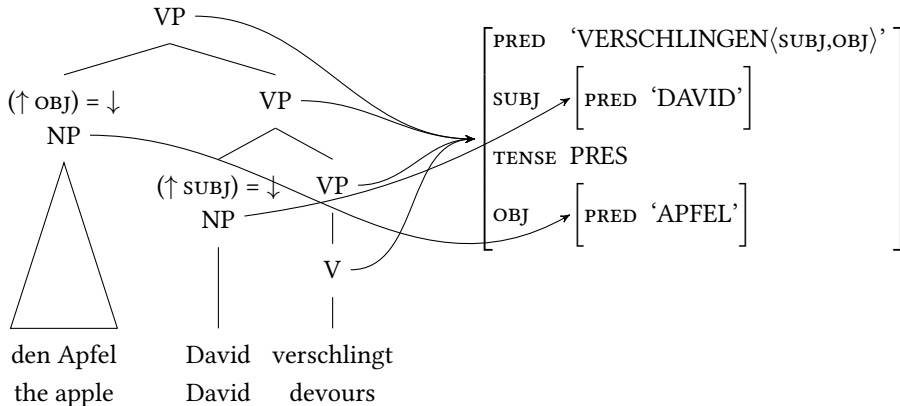 VP
[PRED ‘VERSCHLINGEN⟨SUBJ,OBJ⟩’]
(↑ OBJ) = ↓ VP SUBJ [PRED ‘DAVID’]
NP
TENSE PRES
(↑ SUBJ) = ↓ VP
NP OBJ [PRED ‘APFEL’]
V
den Apfel David verschlingt
the apple David devours